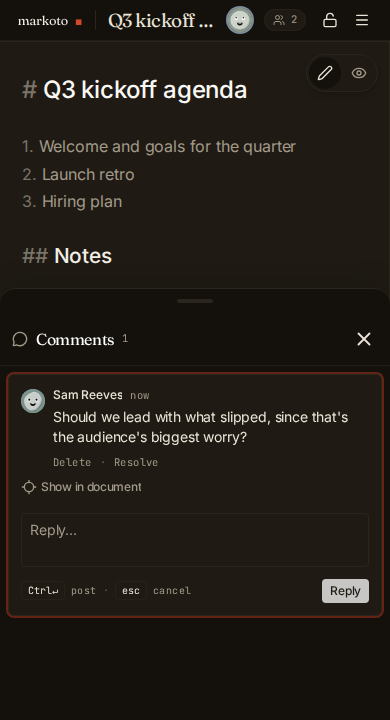 markoto
Q3 kickoff ...
2
# Q3 kickoff agenda
1. Welcome and goals for the quarter
2. Launch retro
3. Hiring plan
## Notes
Comments 1
Sam Reeves now
Should we lead with what slipped, since that's
the audience's biggest worry?
Delete · Resolve
Show in document
Reply...
Ctrl↵ post · esc cancel
Reply